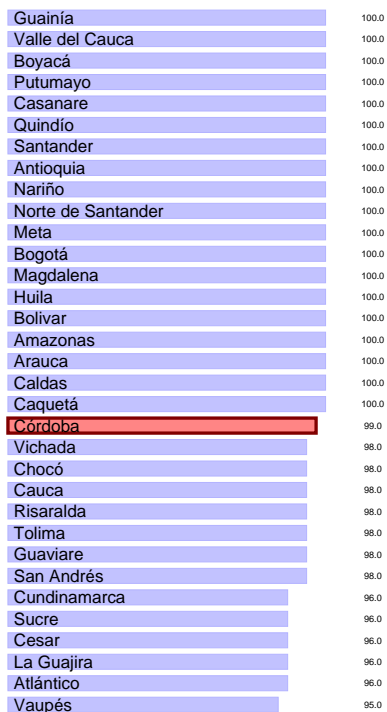 Guainía 100.0
Valle del Cauca 100.0
Boyacá 100.0
Putumayo 100.0
Casanare 100.0
Quindío 100.0
Santander 100.0
Antioquia 100.0
Nariño 100.0
Norte de Santander 100.0
Meta 100.0
Bogotá 100.0
Magdalena 100.0
Huila 100.0
Bolivar 100.0
Amazonas 100.0
Arauca 100.0
Caldas 100.0
Caquetá 100.0
Córdoba 99.0
Vichada 98.0
Chocó 98.0
Cauca 98.0
Risaralda 98.0
Tolima 98.0
Guaviare 98.0
San Andrés 98.0
Cundinamarca 96.0
Sucre 96.0
Cesar 96.0
La Guajira 96.0
Atlántico 96.0
Vaupés 95.0